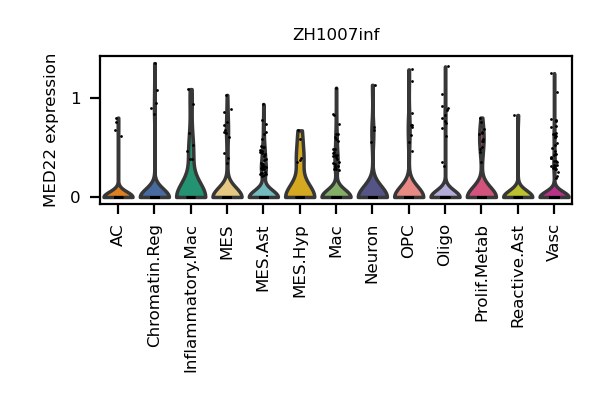 ZH1007inf
MED22 expression
1
0
AC
Chromatin.Reg
Inflammatory.Mac
MES
MES.Ast
MES.Hyp
Mac
Neuron
OPC
Oligo
Prolif.Metab
Reactive.Ast
Vasc